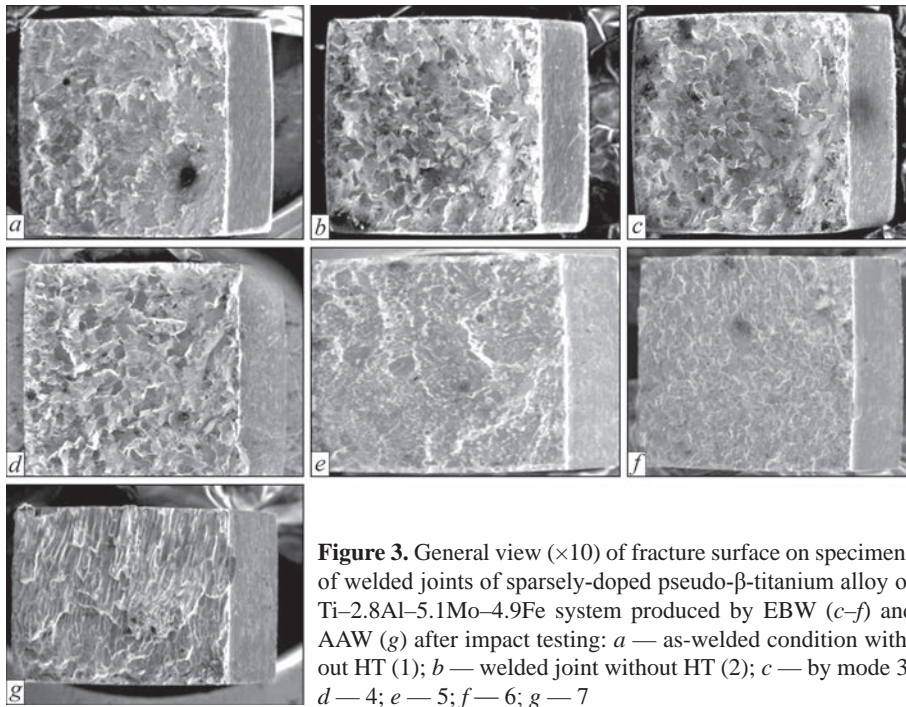 a
b
c
d
e
f
g
Figure 3. General view (×10) of fracture surface on specimen
of welded joints of sparsely-doped pseudo-β-titanium alloy o
Ti–2.8Al–5.1Mo–4.9Fe system produced by EBW (c–f) and
AAW (g) after impact testing: a — as-welded condition with-
out HT (1); b — welded joint without HT (2); c — by mode 3
d — 4; e — 5; f — 6; g — 7